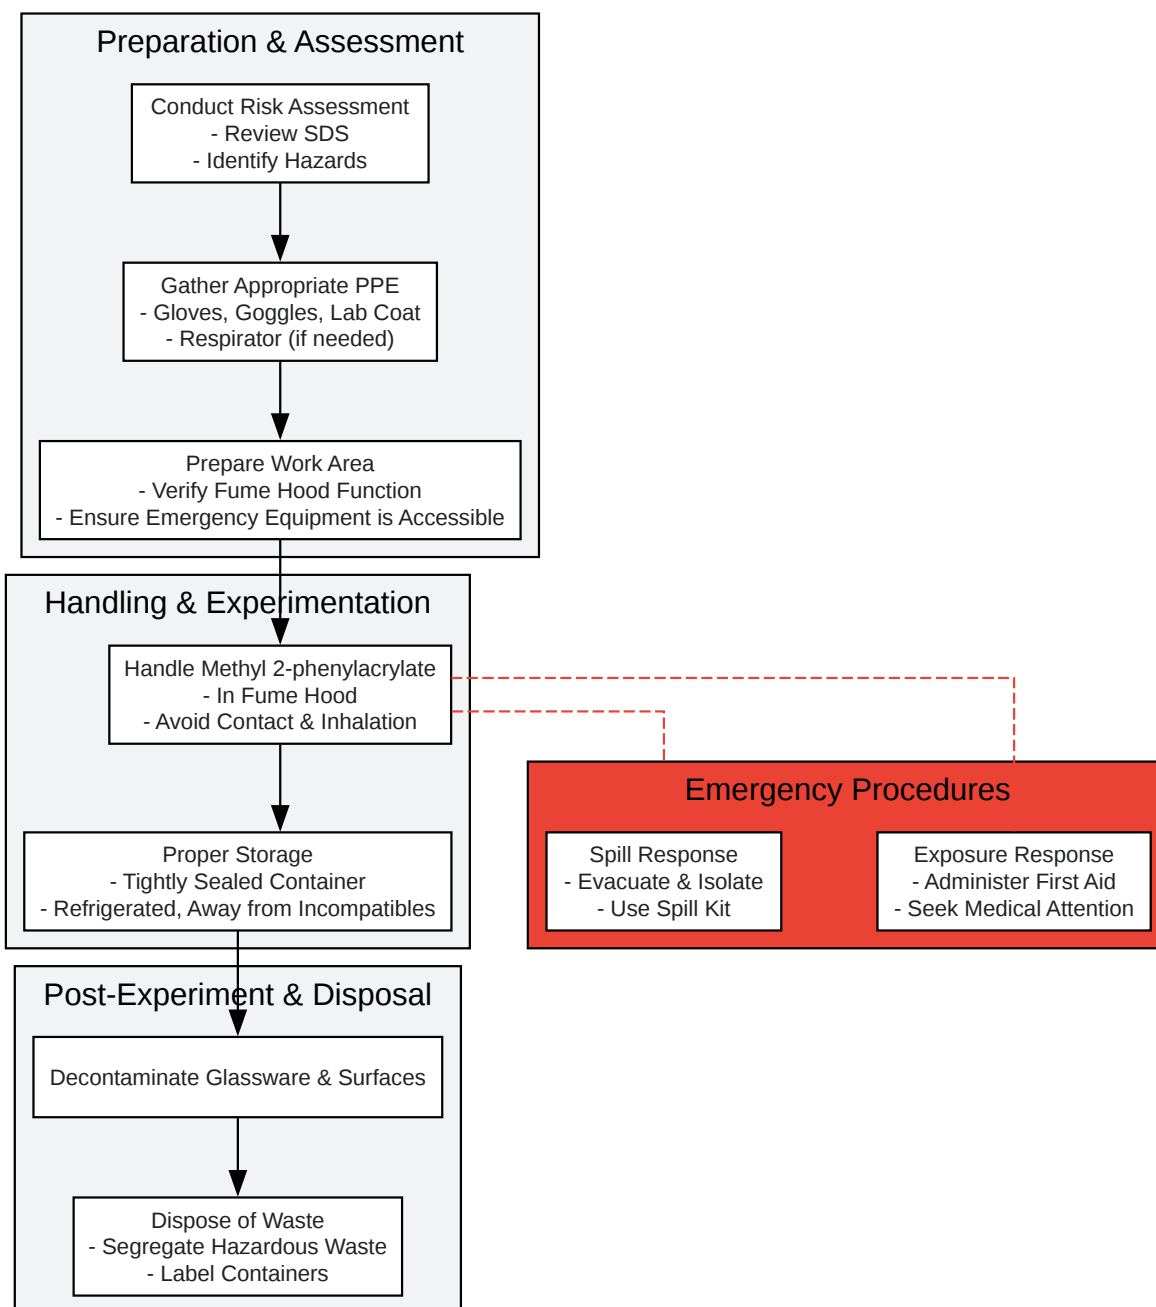 Preparation & Assessment
Conduct Risk Assessment
- Review SDS
- Identify Hazards
Gather Appropriate PPE
- Gloves, Goggles, Lab Coat
- Respirator (if needed)
Prepare Work Area
- Verify Fume Hood Function
- Ensure Emergency Equipment is Accessible
Handling & Experimentation
Handle Methyl 2-phenylacrylate
- In Fume Hood
- Avoid Contact & Inhalation
Proper Storage
- Tightly Sealed Container
- Refrigerated, Away from Incompatibles
Emergency Procedures
Spill Response
- Evacuate & Isolate
- Use Spill Kit
Exposure Response
- Administer First Aid
- Seek Medical Attention
Post-Experiment & Disposal
Decontaminate Glassware & Surfaces
Dispose of Waste
- Segregate Hazardous Waste
- Label Containers